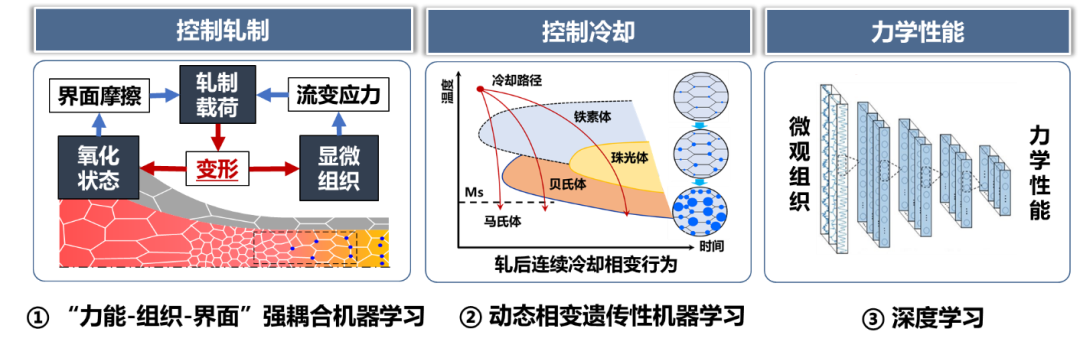 控制轧制
控制冷却
力学性能
界面摩擦
轧制
载荷
流变应力
氧化
状态
变形
显微
组织
温度
冷却路径
铁素体
珠光体
贝氏体
Ms
马氏体
时间
轧后连续冷却相变行为
微观组织
力学性能
① “力能-组织-界面”强耦合机器学习
② 动态相变遗传性机器学习
③ 深度学习